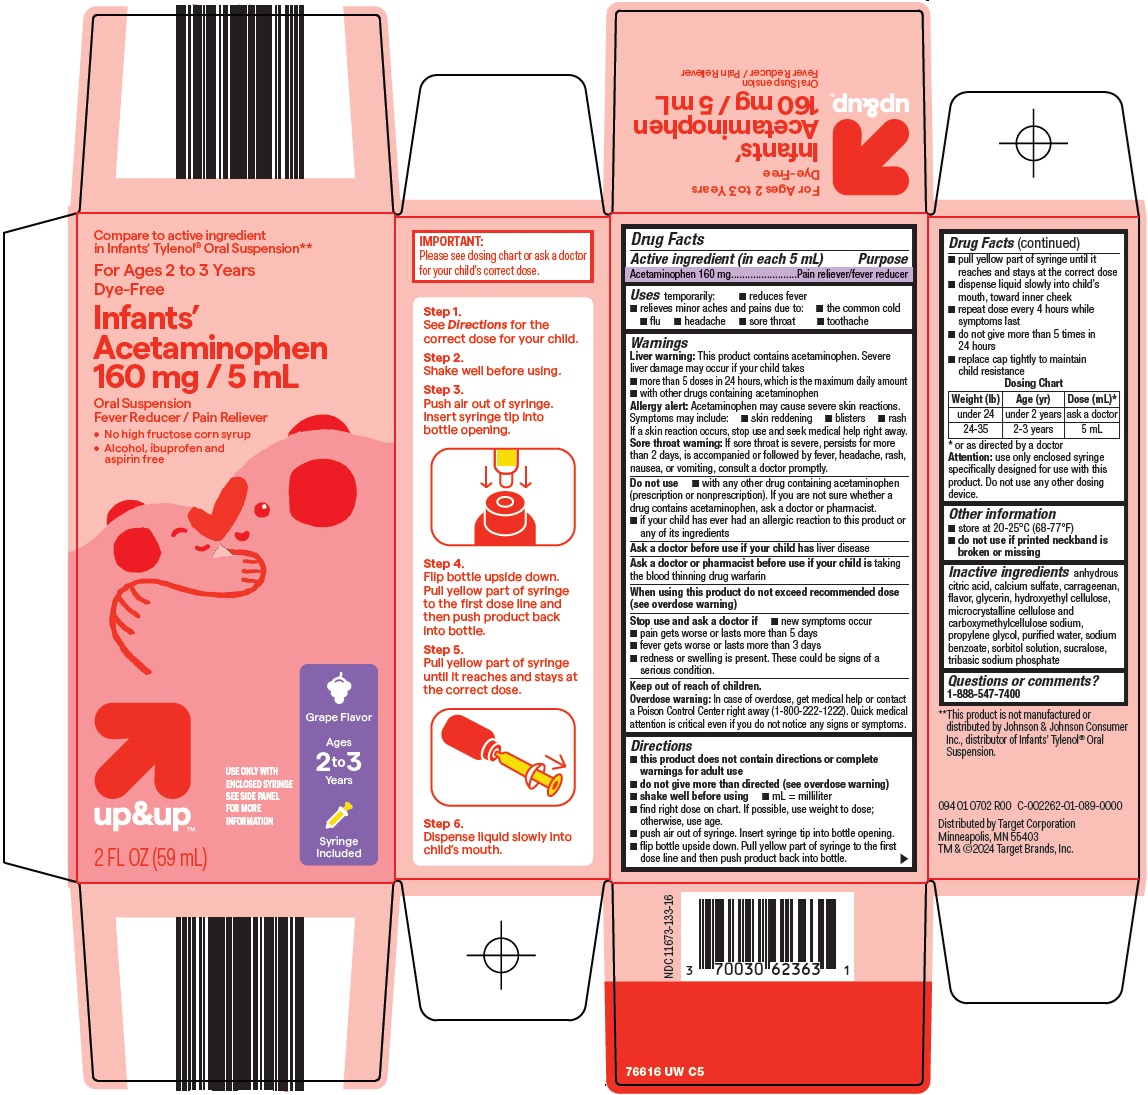 Compare to active ingredient
in Infants' Tylenol® Oral Suspension**
For Ages 2 to 3 Years
Dye-Free
Infants'
Acetaminophen
160 mg / 5 mL
Oral Suspension
Fever Reducer / Pain Reliever
• No high fructose corn syrup
• Alcohol, ibuprofen and
aspirin free
Grape Flavor
Ages
2 to 3
Years
Syringe
Included
USE ONLY WITH
ENCLOSED SYRINGE
SEE SIDE PANEL
FOR MORE
INFORMATION
up&up™
2 FL OZ (59 mL)
IMPORTANT:
Please see dosing chart or ask a doctor
for your child's correct dose.
Step 1.
See Directions for the
correct dose for your child.
Step 2.
Shake well before using.
Step 3.
Push air out of syringe.
Insert syringe tip into
bottle opening.
Step 4.
Flip bottle upside down.
Pull yellow part of syringe
to the first dose line and
then push product back
into bottle.
Step 5.
Pull yellow part of syringe
until it reaches and stays at
the correct dose.
Step 6.
Dispense liquid slowly into
child's mouth.
For Ages 2 to 3 Years
Dye-Free
Infants'
Acetaminophen
160 mg / 5 mL
Oral Suspension
Fever Reducer / Pain Reliever
up&up™
Drug Facts
Active ingredient (in each 5 mL) Purpose
Acetaminophen 160 mg......................Pain reliever/fever reducer
Uses temporarily: ■ reduces fever
■ relieves minor aches and pains due to: ■ the common cold
■ flu ■ headache ■ sore throat ■ toothache
Warnings
Liver warning: This product contains acetaminophen. Severe
liver damage may occur if your child takes
■ more than 5 doses in 24 hours, which is the maximum daily amount
■ with other drugs containing acetaminophen
Allergy alert: Acetaminophen may cause severe skin reactions.
Symptoms may include: ■ skin reddening ■ blisters ■ rash
If a skin reaction occurs, stop use and seek medical help right away.
Sore throat warning: If sore throat is severe, persists for more
than 2 days, is accompanied or followed by fever, headache, rash,
nausea, or vomiting, consult a doctor promptly.
Do not use ■ with any other drug containing acetaminophen
(prescription or nonprescription). If you are not sure whether a
drug contains acetaminophen, ask a doctor or pharmacist.
■ if your child has ever had an allergic reaction to this product or
any of its ingredients
Ask a doctor before use if your child has liver disease
Ask a doctor or pharmacist before use if your child is taking
the blood thinning drug warfarin
When using this product do not exceed recommended dose
(see overdose warning)
Stop use and ask a doctor if ■ new symptoms occur
■ pain gets worse or lasts more than 5 days
■ fever gets worse or lasts more than 3 days
■ redness or swelling is present. These could be signs of a
serious condition.
Keep out of reach of children.
Overdose warning: In case of overdose, get medical help or contact
a Poison Control Center right away (1-800-222-1222). Quick medical
attention is critical even if you do not notice any signs or symptoms.
Directions
■ this product does not contain directions or complete
warnings for adult use
■ do not give more than directed (see overdose warning)
■ shake well before using ■ mL = milliliter
■ find right dose on chart. If possible, use weight to dose;
otherwise, use age.
■ push air out of syringe. Insert syringe tip into bottle opening.
■ flip bottle upside down. Pull yellow part of syringe to the first
dose line and then push product back into bottle.
NDC 11673-133-16
3 70030 62363 1
76616 UW C5
Drug Facts (continued)
■ pull yellow part of syringe until it
reaches and stays at the correct dose
■ dispense liquid slowly into child's
mouth, toward inner cheek
■ repeat dose every 4 hours while
symptoms last
■ do not give more than 5 times in
24 hours
■ replace cap tightly to maintain
child resistance
Dosing Chart
Weight (lb) Age (yr) Dose (mL)*
under 24 under 2 years ask a doctor
24-35 2-3 years 5 mL
* or as directed by a doctor
Attention: use only enclosed syringe
specifically designed for use with this
product. Do not use any other dosing
device.
Other information
■ store at 20-25°C (68-77°F)
■ do not use if printed neckband is
broken or missing
Inactive ingredients anhydrous
citric acid, calcium sulfate, carrageenan,
flavor, glycerin, hydroxyethyl cellulose,
microcrystalline cellulose and
carboxymethylcellulose sodium,
propylene glycol, purified water, sodium
benzoate, sorbitol solution, sucralose,
tribasic sodium phosphate
Questions or comments?
1-888-547-7400
**This product is not manufactured or
distributed by Johnson & Johnson Consumer
Inc., distributor of Infants' Tylenol® Oral
Suspension.
094 01 0702 R00 C-002262-01-089-0000
Distributed by Target Corporation
Minneapolis, MN 55403
TM & ©2024 Target Brands, Inc.